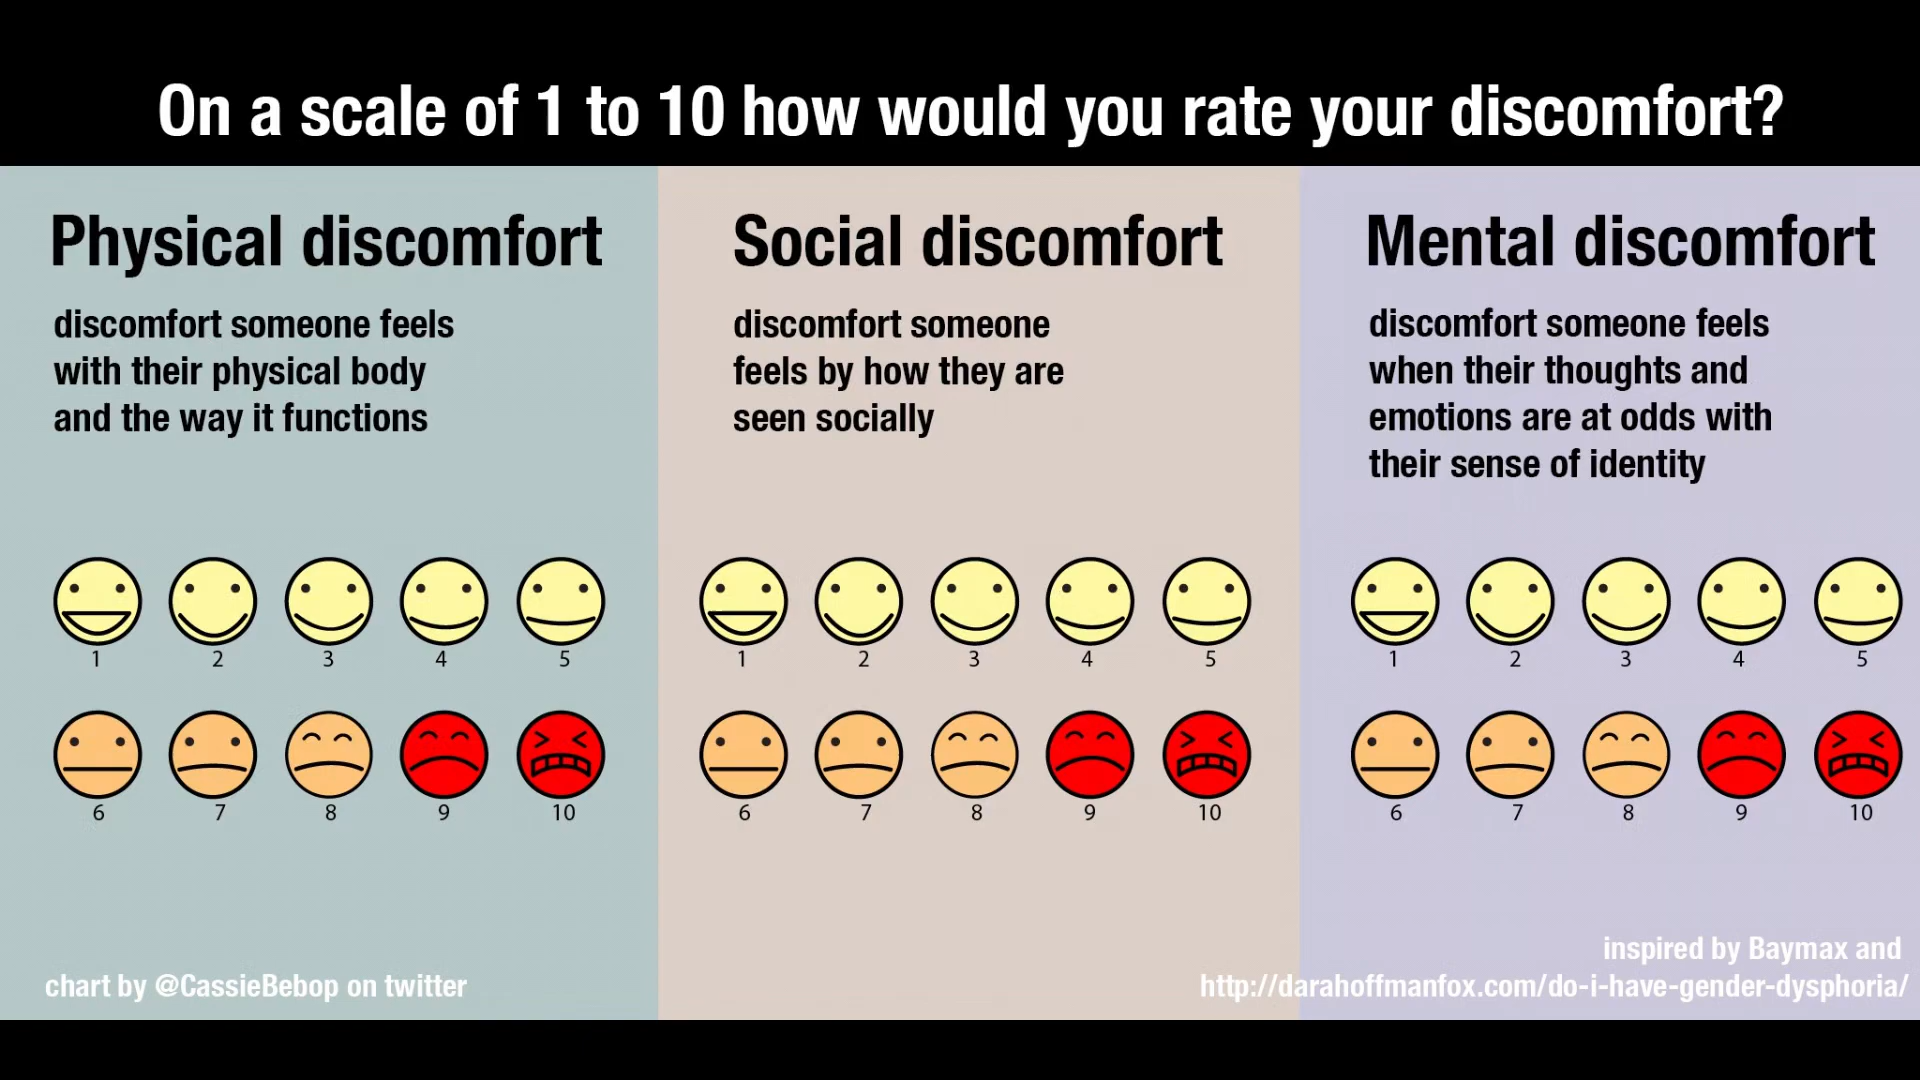 On a scale of 1 to 10 how would you rate your discomfort?
Physical discomfort
discomfort someone feels
with their physical body
and the way it functions
1 2 3 4 5
6 7 8 9 10
Social discomfort
discomfort someone
feels by how they are
seen socially
1 2 3 4 5
6 7 8 9 10
Mental discomfort
discomfort someone feels
when their thoughts and
emotions are at odds with
their sense of identity
1 2 3 4 5
6 7 8 9 10
chart by @CassieBebop on twitter
inspired by Baymax and
http://darahoffmanfox.com/do-i-have-gender-dysphoria/